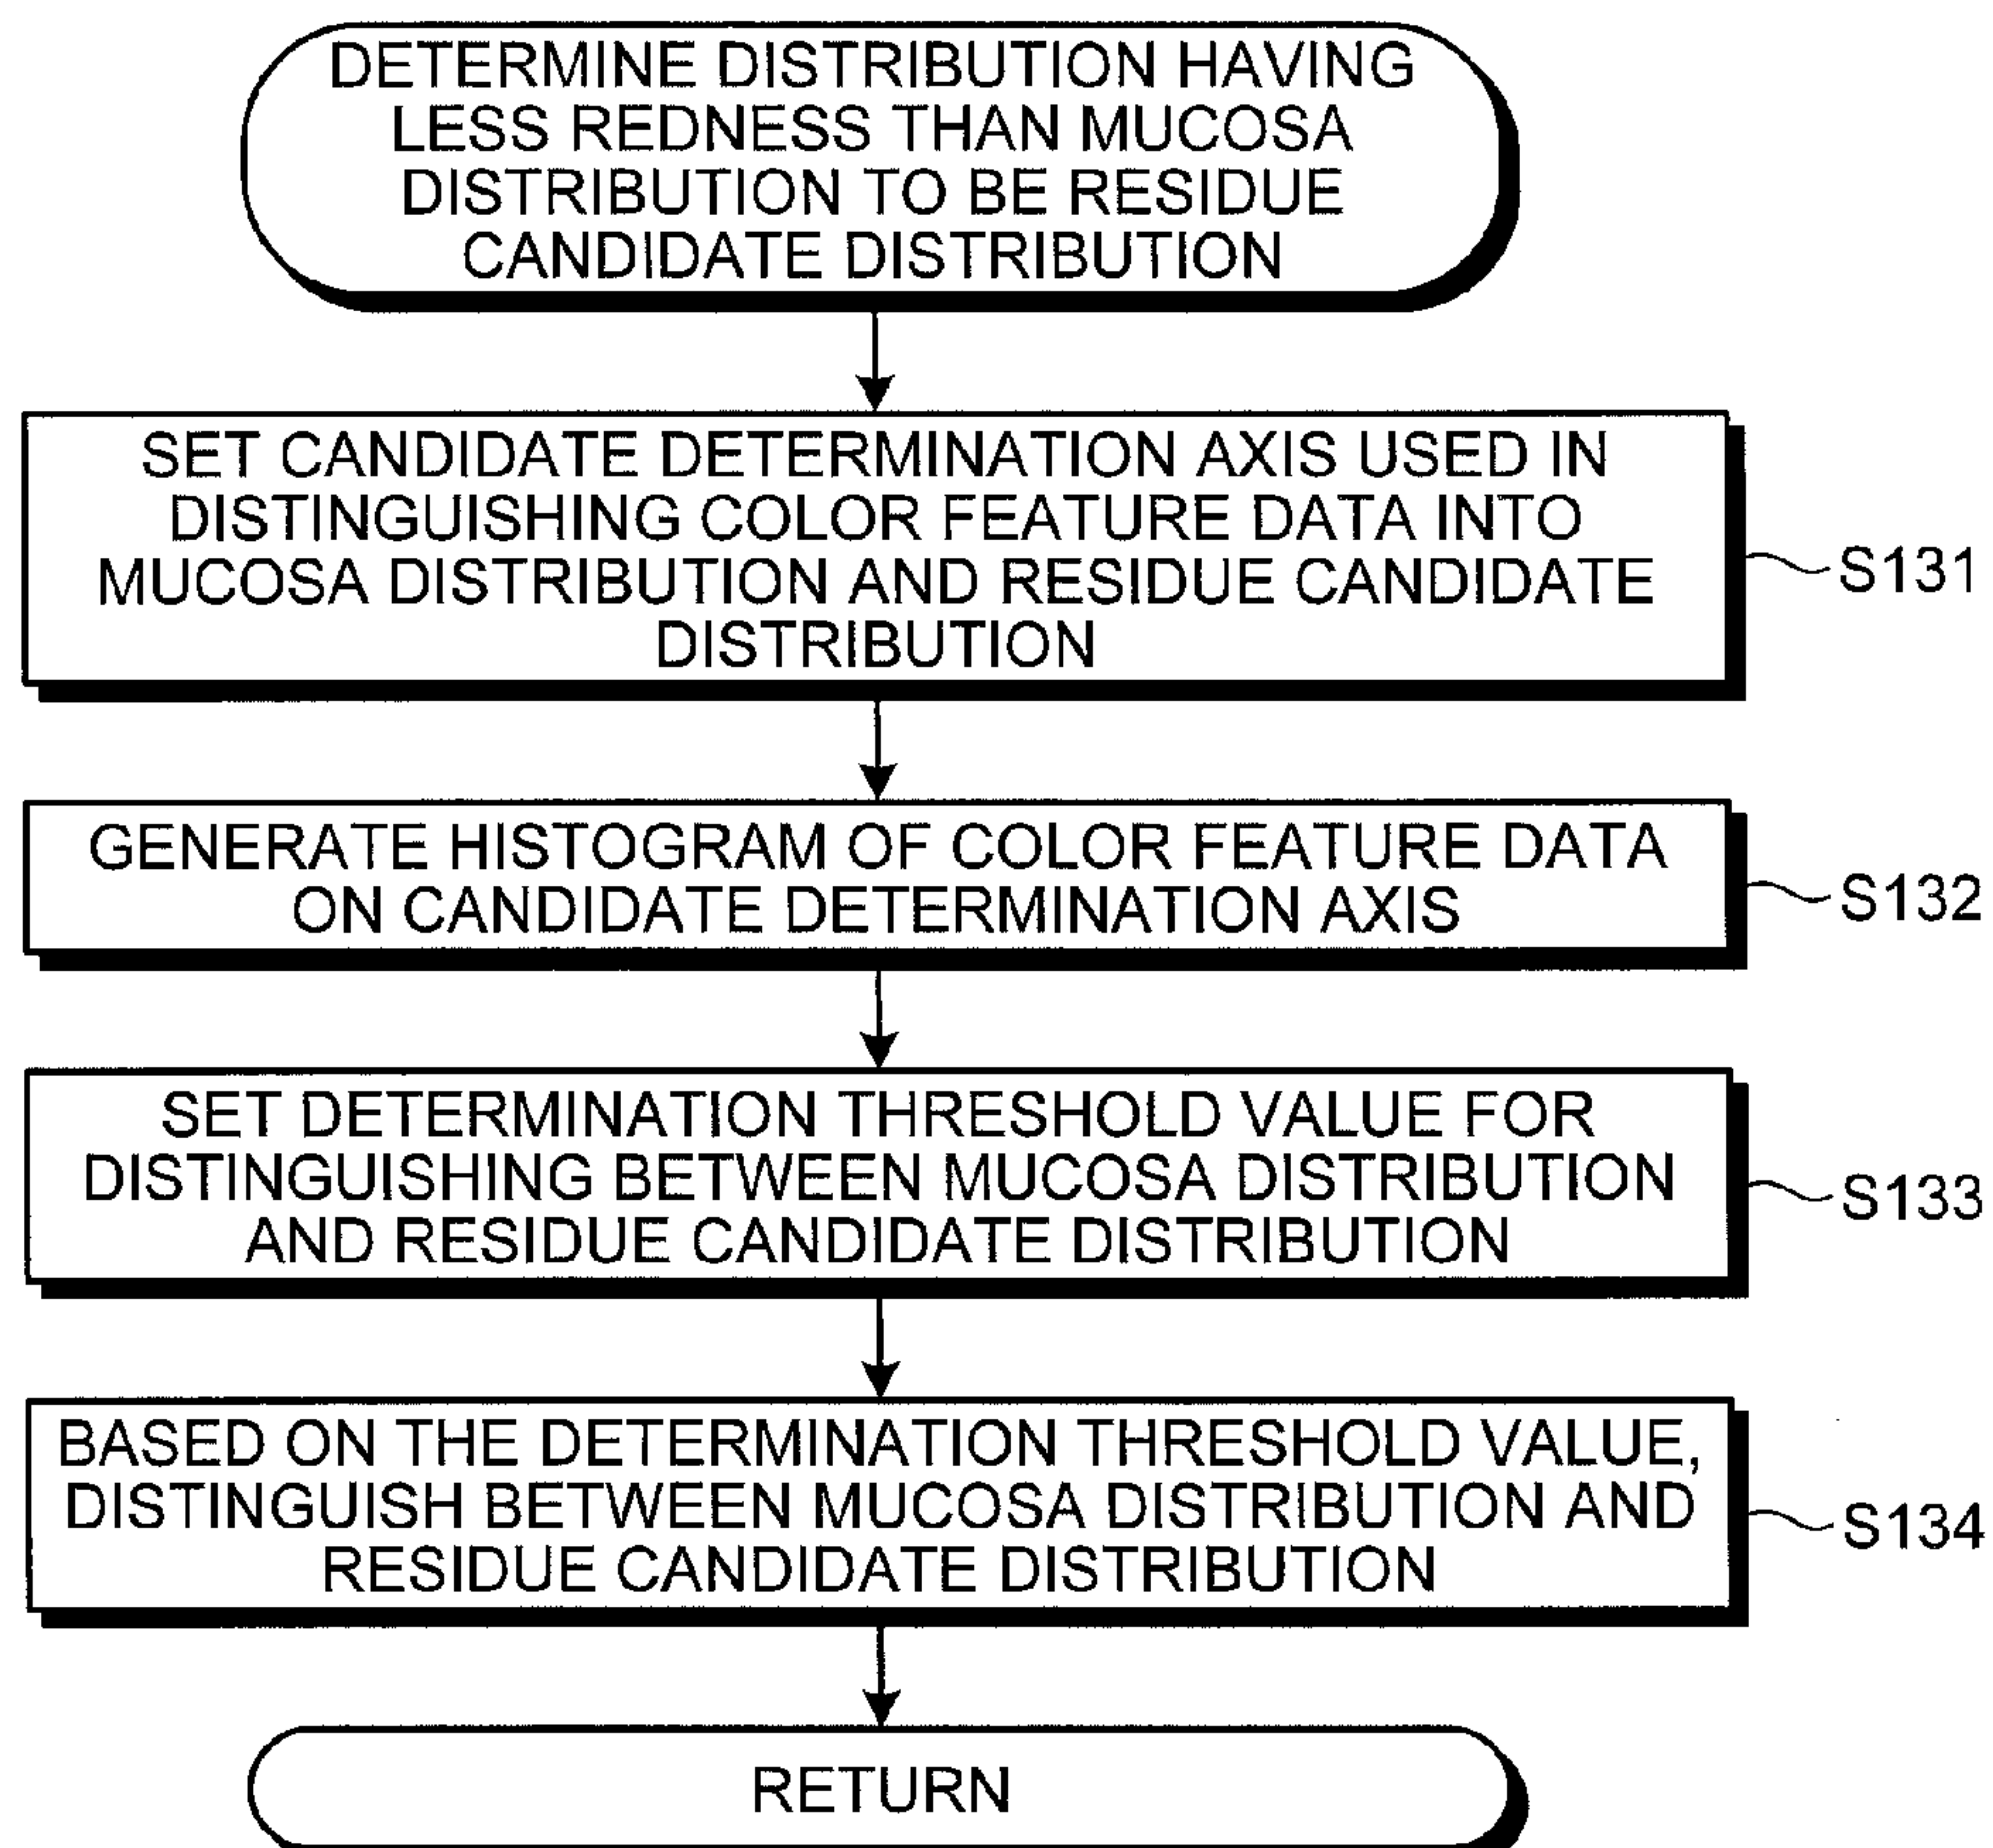 DETERMINE DISTRIBUTION HAVING
LESS REDNESS THAN MUCOSA
DISTRIBUTION TO BE RESIDUE
CANDIDATE DISTRIBUTION
SET CANDIDATE DETERMINATION AXIS USED IN
DISTINGUISHING COLOR FEATURE DATA INTO
MUCOSA DISTRIBUTION AND RESIDUE CANDIDATE
DISTRIBUTION
S131
GENERATE HISTOGRAM OF COLOR FEATURE DATA
ON CANDIDATE DETERMINATION AXIS
S132
SET DETERMINATION THRESHOLD VALUE FOR
DISTINGUISHING BETWEEN MUCOSA DISTRIBUTION
AND RESIDUE CANDIDATE DISTRIBUTION
S133
BASED ON THE DETERMINATION THRESHOLD VALUE,
DISTINGUISH BETWEEN MUCOSA DISTRIBUTION AND
RESIDUE CANDIDATE DISTRIBUTION
S134
RETURN